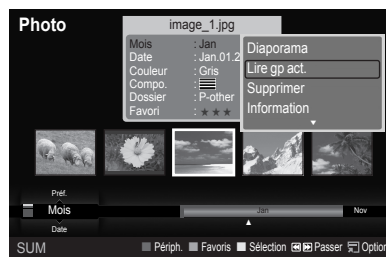 Photo
image_1.jpg
Mois : Jan
Date : Jan.01.2
Couleur : Gris
Compo. :
Dossier : P-other
Favori : ★ ★ ★
Diaporama
Lire gp act.
Supprimer
Information
Préf.
Mois
Jan
Nov
Date
SUM
Périph. Favoris Sélection Passer Option